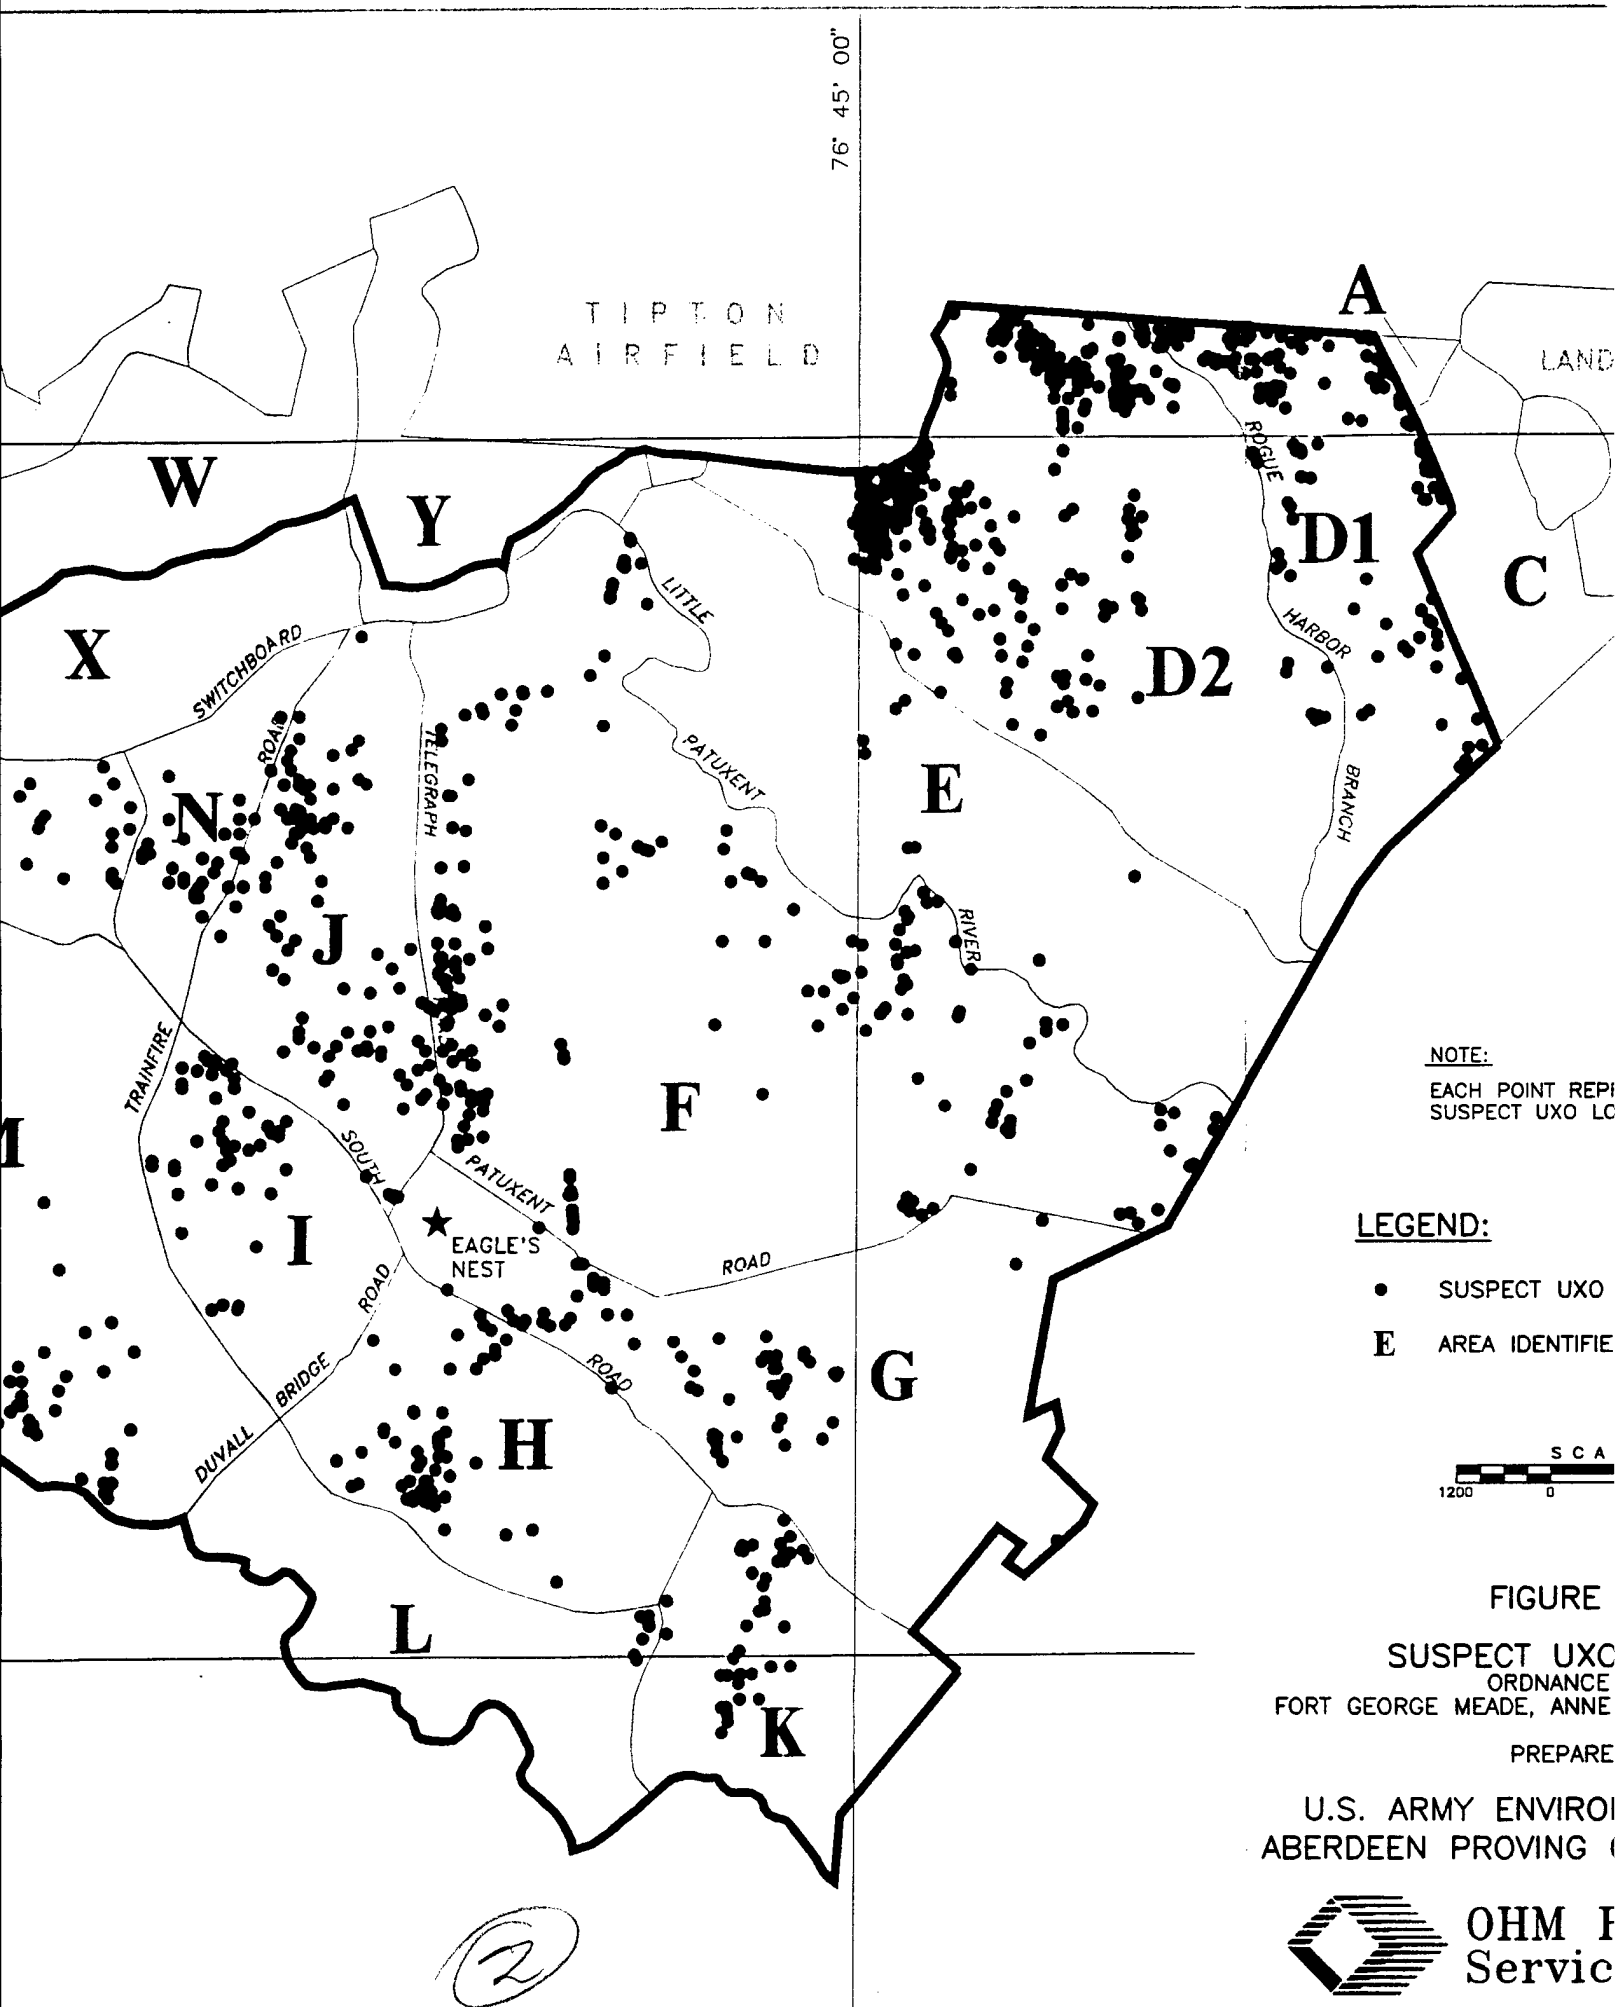 76° 45' 00"
TIPTON
AIRFIELD
A
LAND
W
Y
ROGUE
D1
C
X
SWITCHBOARD
LITTLE
HARBOR
D2
ROAD
TELEGRAPH
PATUXENT
E
BRANCH
N
J
RIVER
TRAINFIRE
F
NOTE:
EACH POINT REPR
SUSPECT UXO LO
SOUTH
PATUXENT
I
EAGLE'S
NEST
ROAD
ROAD
LEGEND:
SUSPECT UXO
E AREA IDENTIFIE
DUVALL BRIDGE
ROAD
G
H
SCA
1200 0
L
K
FIGURE
SUSPECT UXO
ORDNANCE
FORT GEORGE MEADE, ANNE
PREPARE
U.S. ARMY ENVIRO
ABERDEEN PROVING
OHM
Servic
2